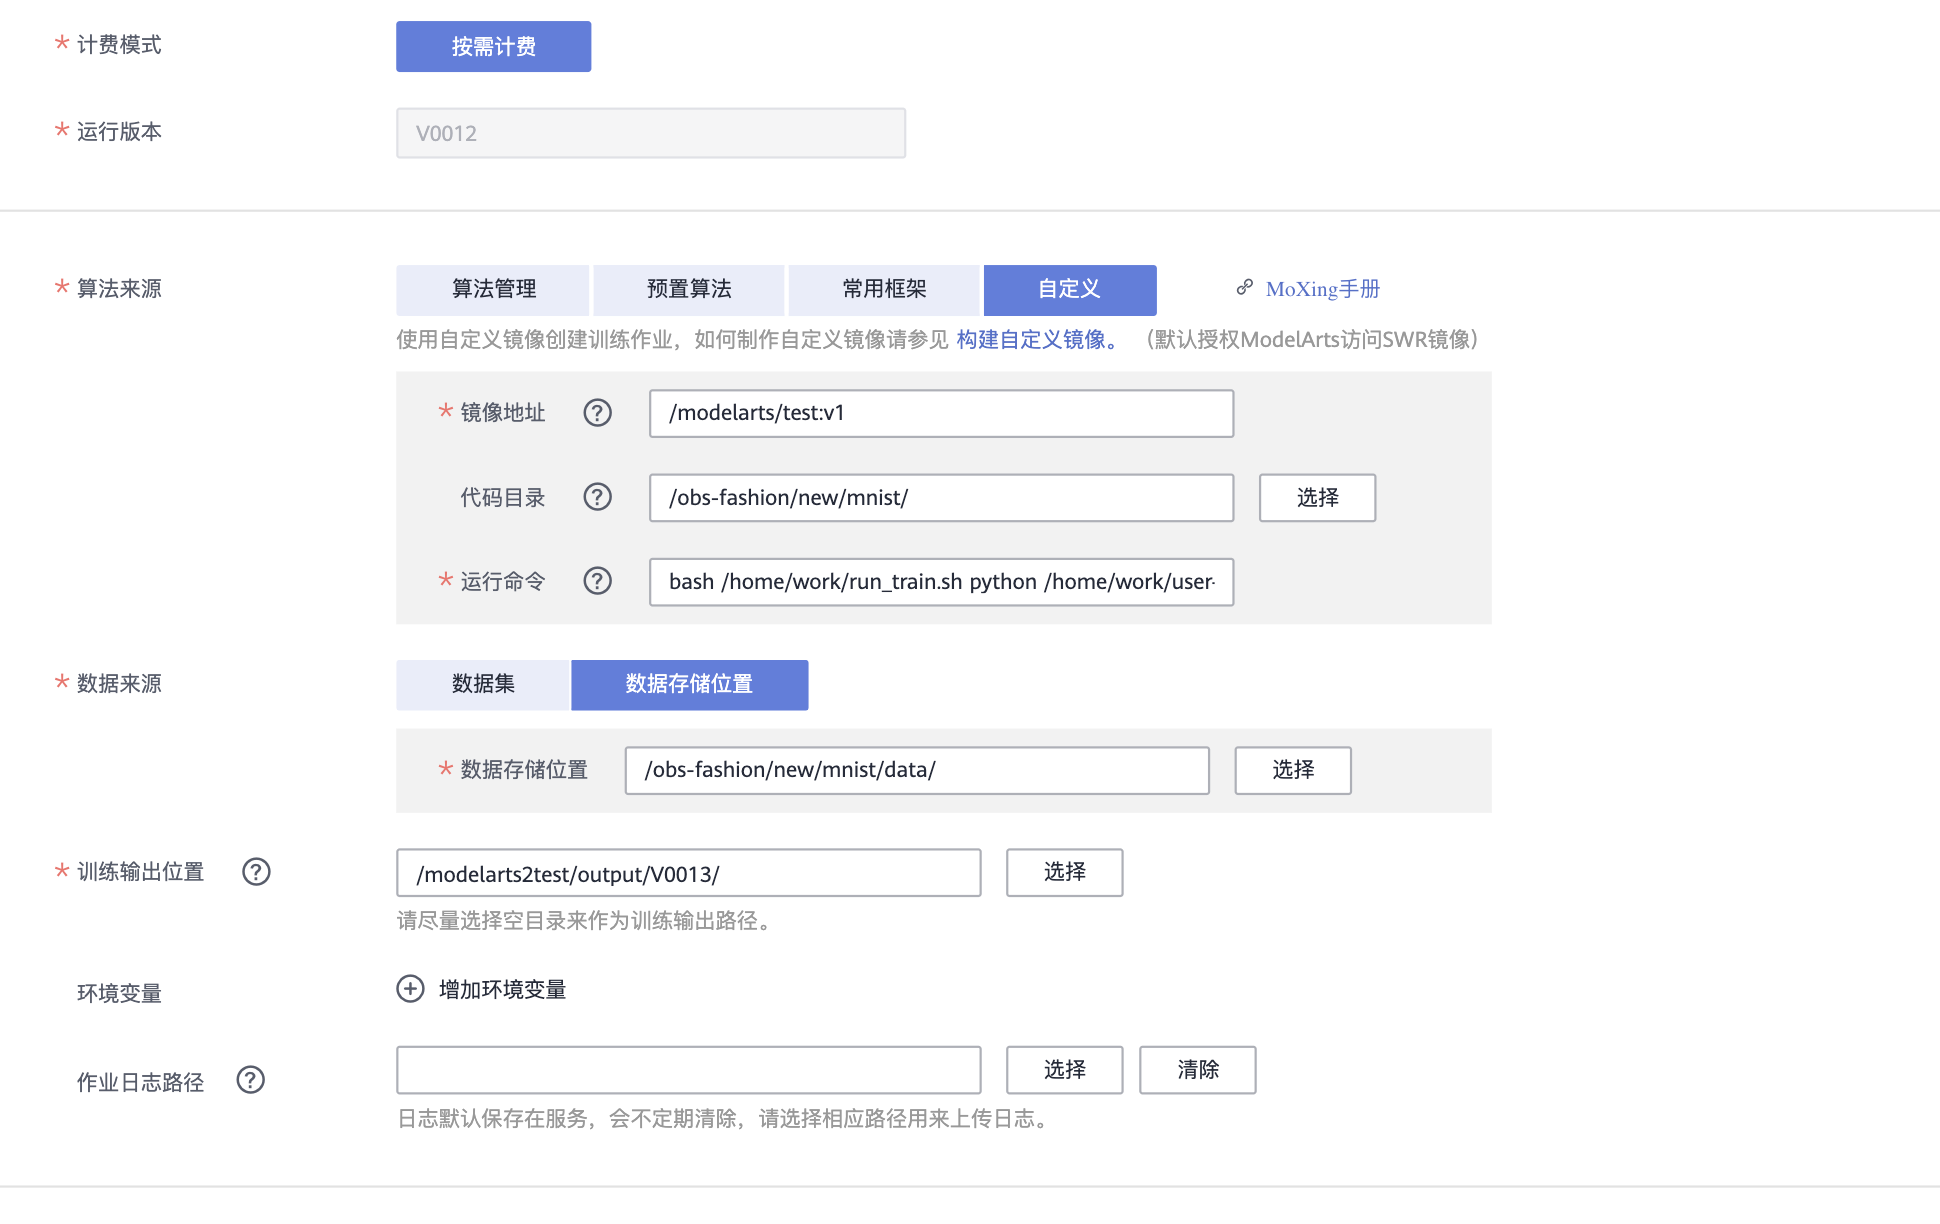 * 计费模式 按需计费
* 运行版本 V0012
* 算法来源 算法管理 预置算法 常用框架 自定义 MoXing手册
使用自定义镜像创建训练作业，如何制作自定义镜像请参见 构建自定义镜像。 （默认授权ModelArts访问SWR镜像）
* 镜像地址 ? /modelarts/test:v1
代码目录 ? /obs-fashion/new/mnist/ 选择
* 运行命令 ? bash /home/work/run_train.sh python /home/work/user-
* 数据来源 数据集 数据存储位置
* 数据存储位置 /obs-fashion/new/mnist/data/ 选择
* 训练输出位置 ? /modelarts2test/output/V0013/ 选择
请尽量选择空目录来作为训练输出路径。
环境变量 增加环境变量
作业日志路径 ? 选择 清除
日志默认保存在服务，会不定期清除，请选择相应路径用来上传日志。